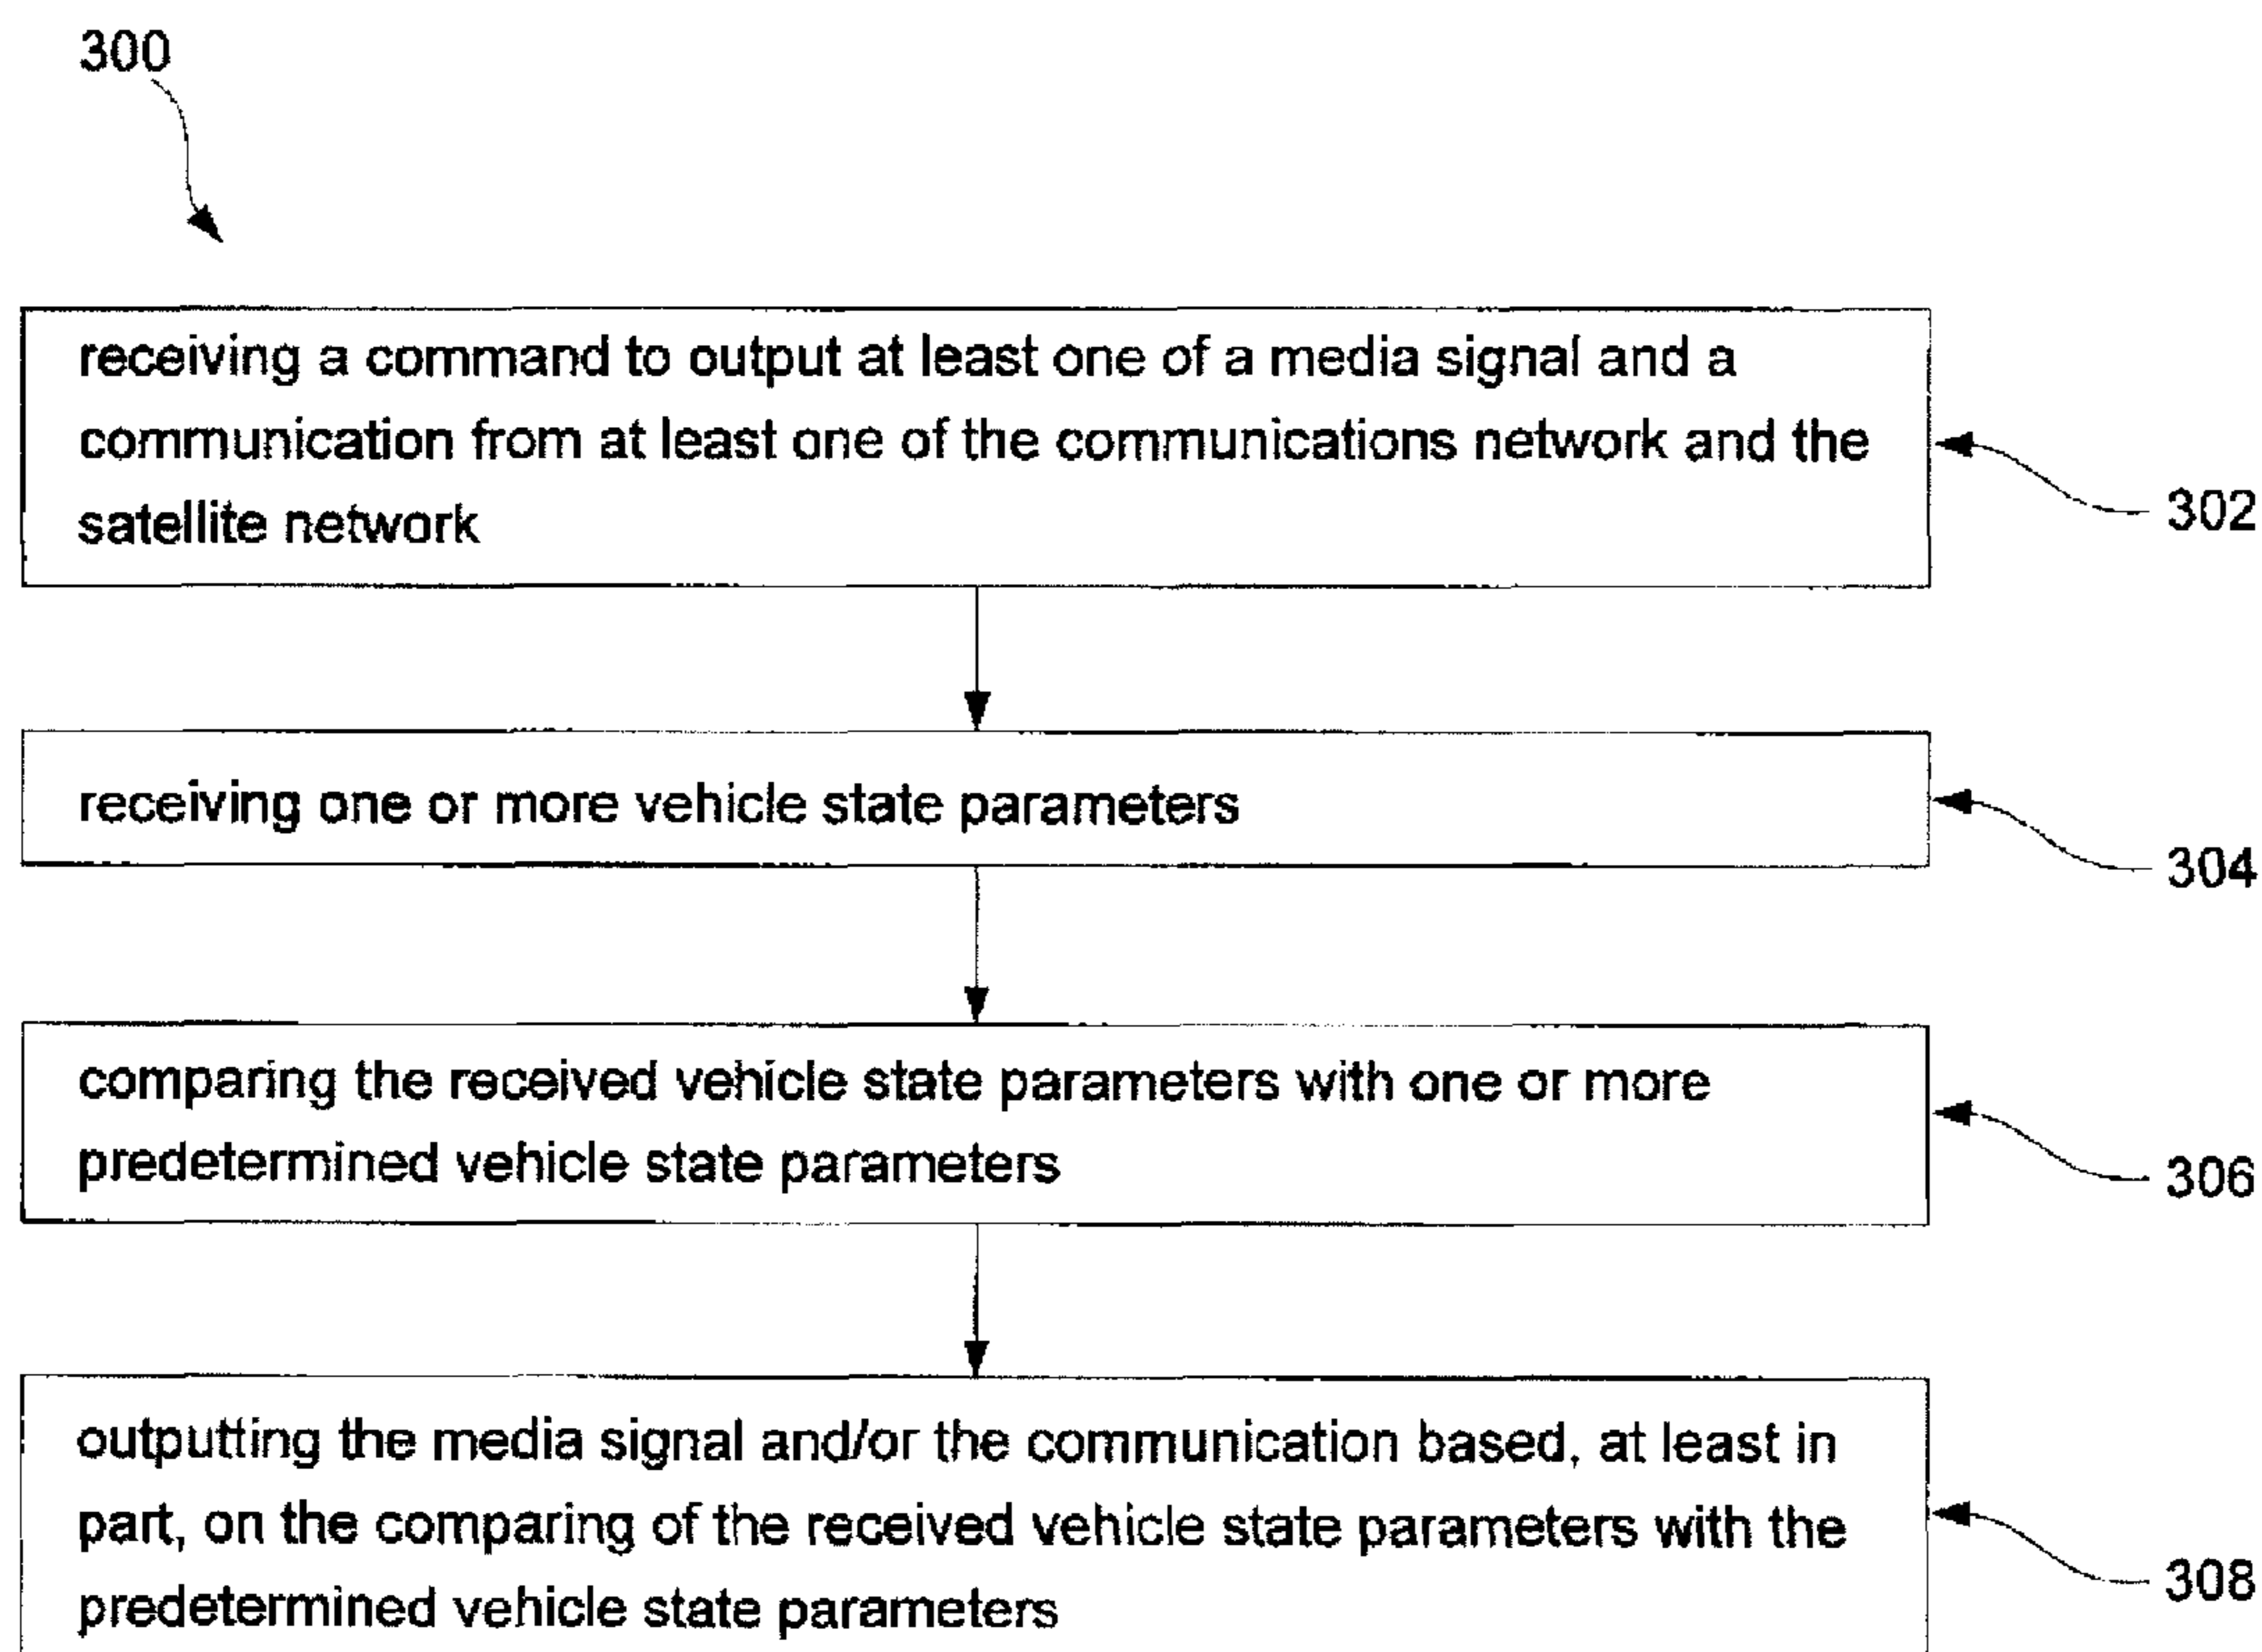 300
receiving a command to output at least one of a media signal and a
communication from at least one of the communications network and the
satellite network
302
receiving one or more vehicle state parameters
304
comparing the received vehicle state parameters with one or more
predetermined vehicle state parameters
306
outputting the media signal and/or the communication based, at least in
part, on the comparing of the received vehicle state parameters with the
predetermined vehicle state parameters
308